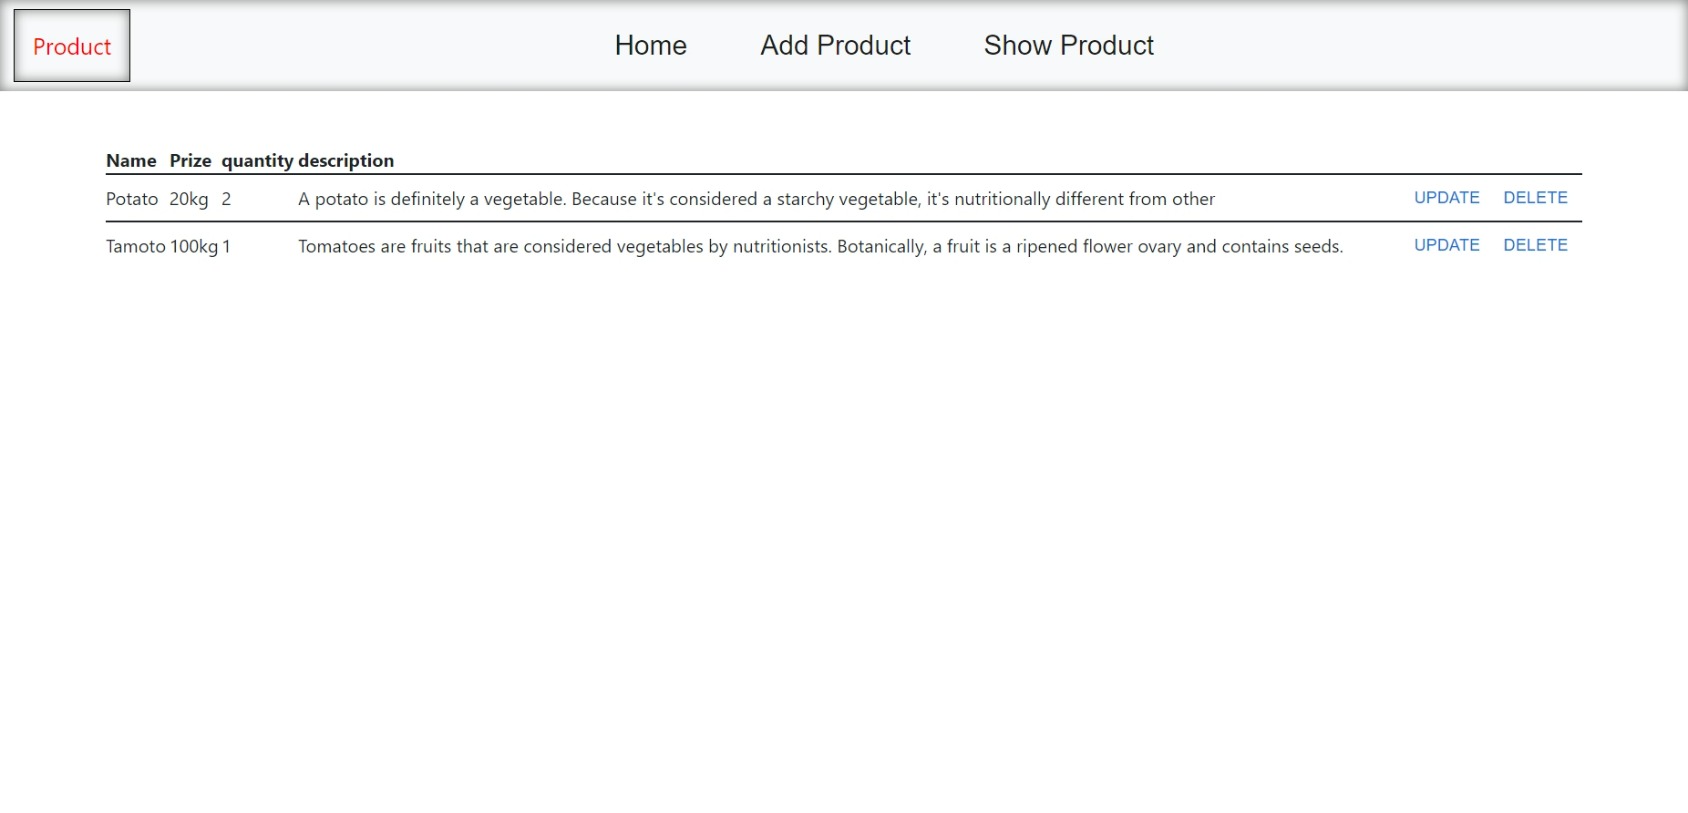 Product Home Add Product Show Product
Name Prize quantity description
Potato 20kg 2 A potato is definitely a vegetable. Because it's considered a starchy vegetable, it's nutritionally different from other UPDATE DELETE
Tamoto 100kg 1 Tomatoes are fruits that are considered vegetables by nutritionists. Botanically, a fruit is a ripened flower ovary and contains seeds. UPDATE DELETE